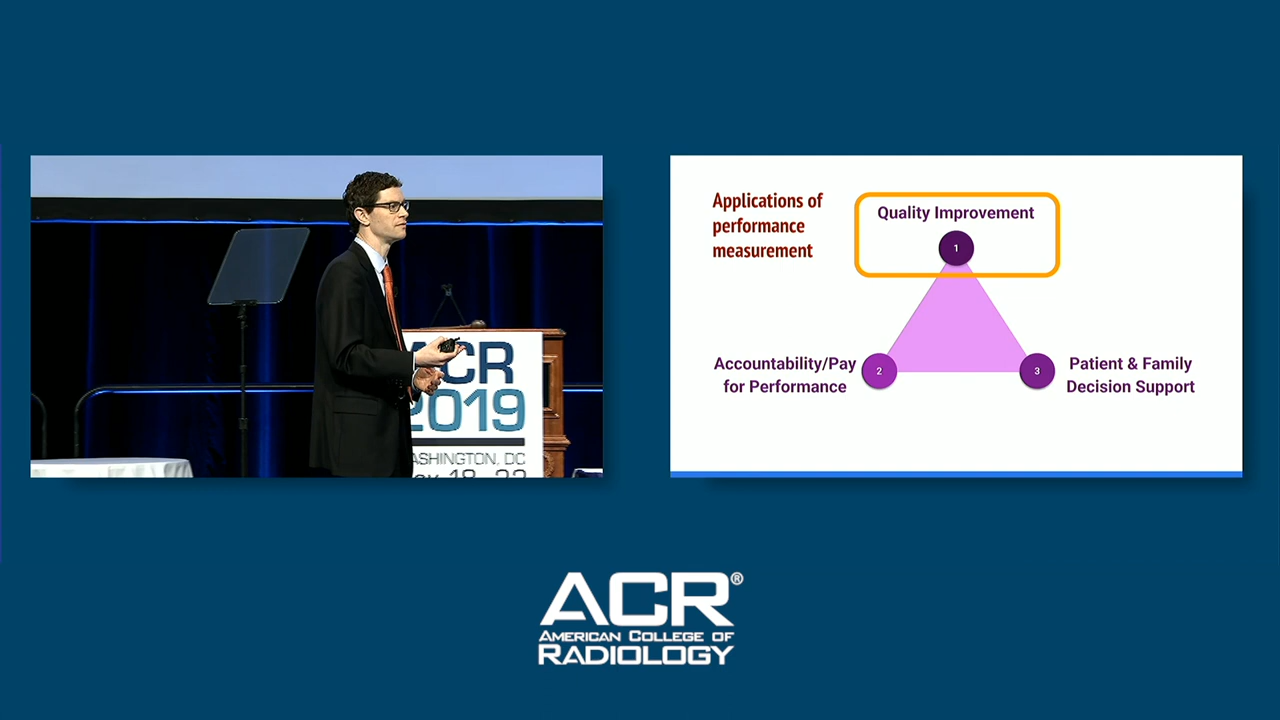 ACR
2019
WASHINGTON, DC
Applications of
performance
measurement
Quality Improvement
1
Accountability/Pay
for Performance
2
3
Patient & Family
Decision Support
ACR®
AMERICAN COLLEGE OF
RADIOLOGY